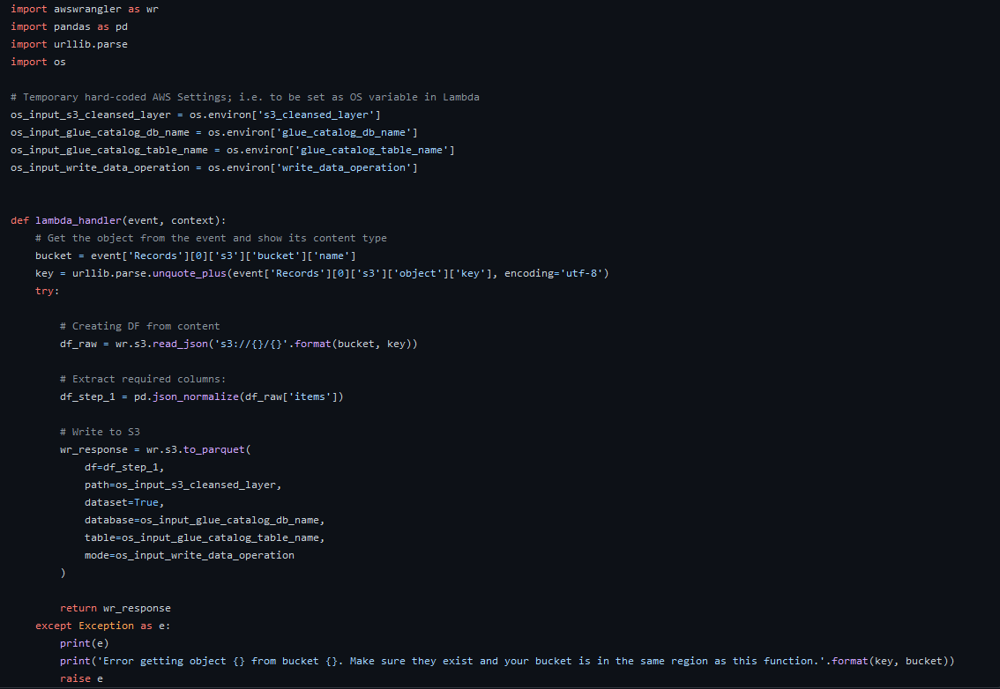 import awswrangler as wr
import pandas as pd
import urllib.parse
import os

# Temporary hard-coded AWS Settings; i.e. to be set as OS variable in Lambda
os_input_s3_cleansed_layer = os.environ['s3_cleansed_layer']
os_input_glue_catalog_db_name = os.environ['glue_catalog_db_name']
os_input_glue_catalog_table_name = os.environ['glue_catalog_table_name']
os_input_write_data_operation = os.environ['write_data_operation']


def lambda_handler(event, context):
    # Get the object from the event and show its content type
    bucket = event['Records'][0]['s3']['bucket']['name']
    key = urllib.parse.unquote_plus(event['Records'][0]['s3']['object']['key'], encoding='utf-8')
    try:

        # Creating DF from content
        df_raw = wr.s3.read_json('s3://{}/{}'.format(bucket, key))

        # Extract required columns:
        df_step_1 = pd.json_normalize(df_raw['items'])

        # Write to S3
        wr_response = wr.s3.to_parquet(
            df=df_step_1,
            path=os_input_s3_cleansed_layer,
            dataset=True,
            database=os_input_glue_catalog_db_name,
            table=os_input_glue_catalog_table_name,
            mode=os_input_write_data_operation
        )

        return wr_response
    except Exception as e:
        print(e)
        print('Error getting object {} from bucket {}. Make sure they exist and your bucket is in the same region as this function.'.format(key, bucket))
        raise e